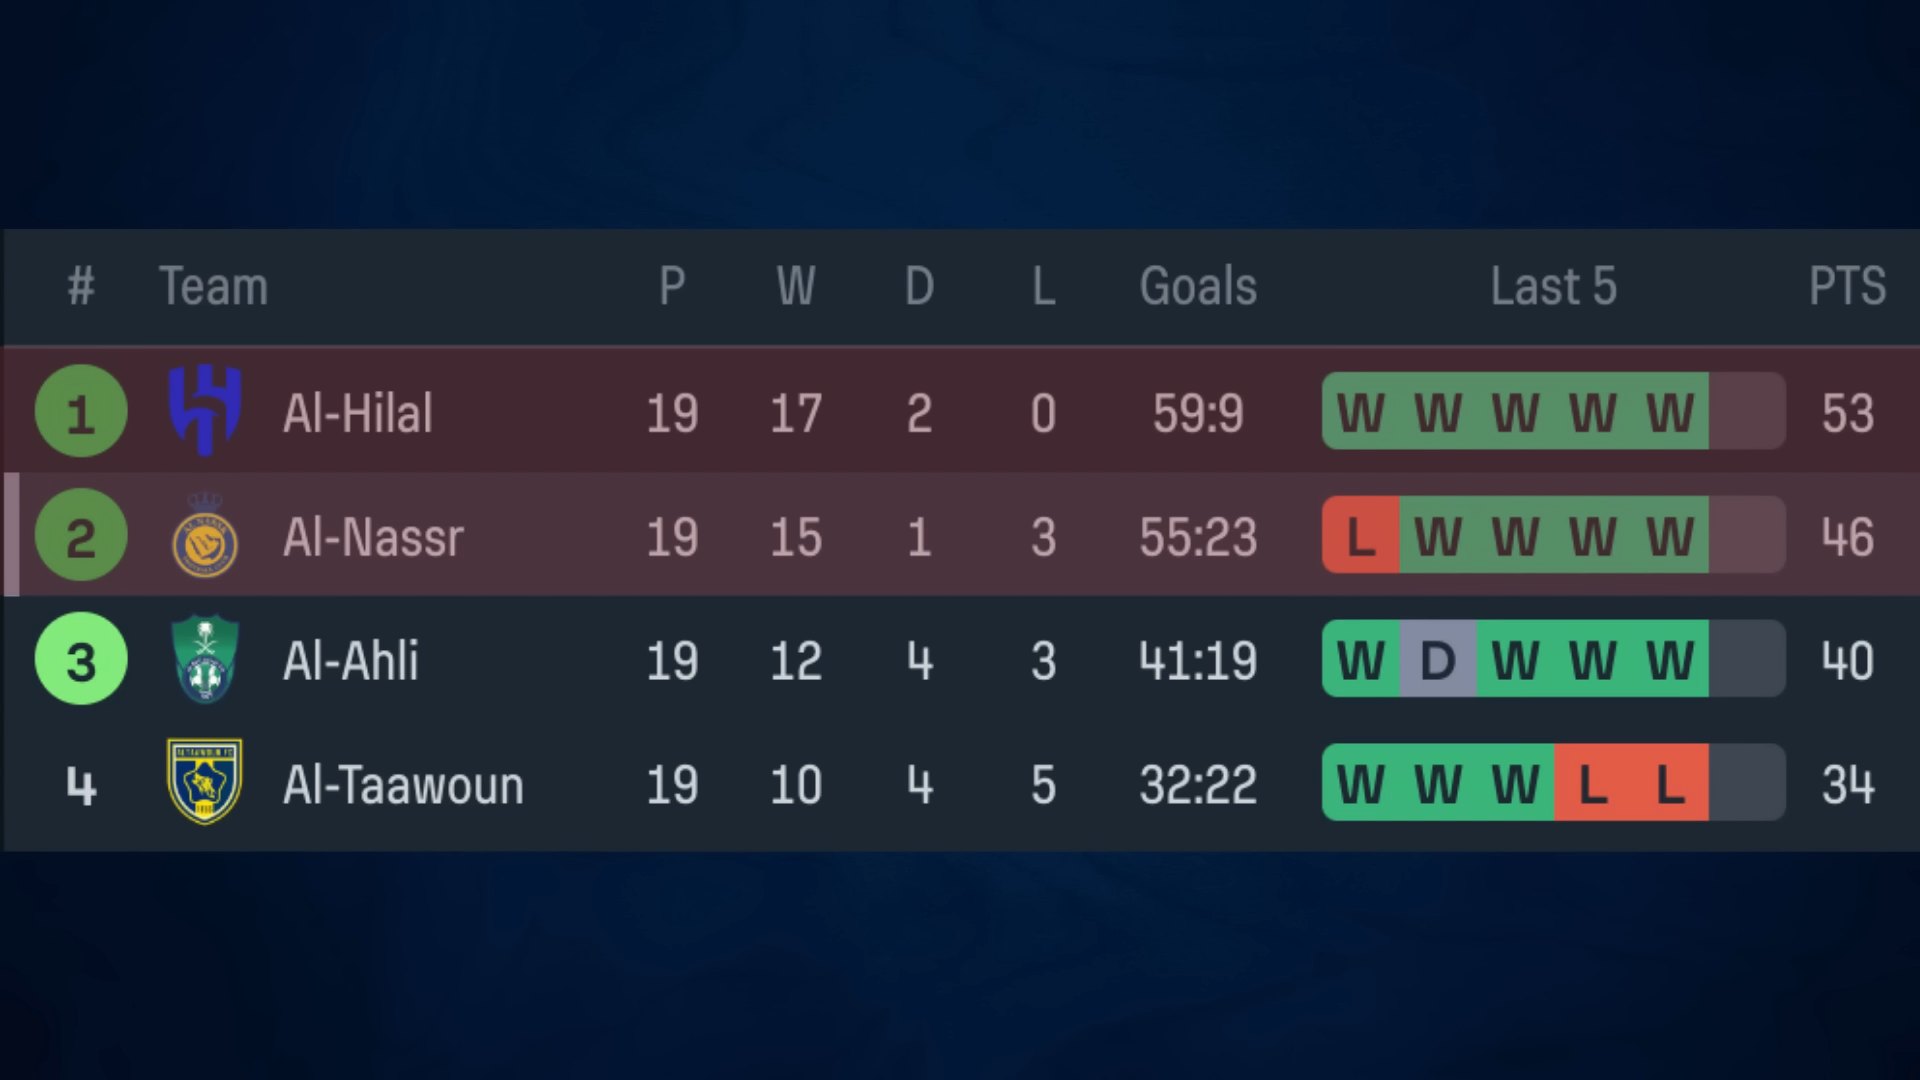 # Team P W D L Goals Last 5 PTS
1 Al-Hilal 19 17 2 0 59:9 W W W W W 53
2 Al-Nassr 19 15 1 3 55:23 L W W W W 46
3 Al-Ahli 19 12 4 3 41:19 W D W W W 40
4 Al-Taawoun 19 10 4 5 32:22 W W W L L 34